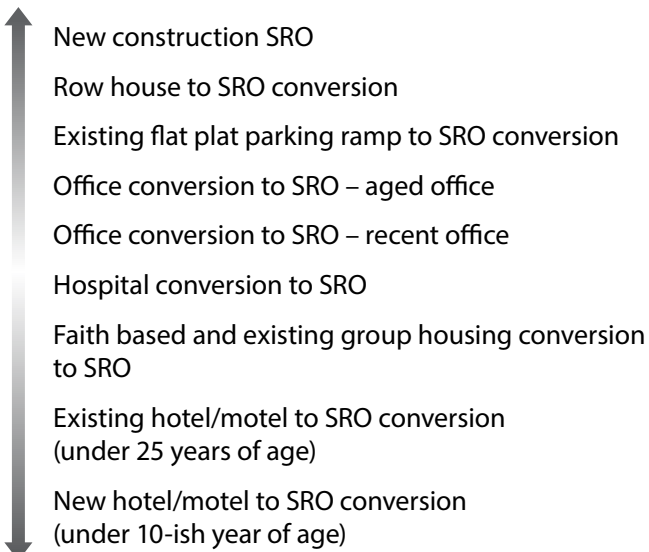 New construction SRO
Row house to SRO conversion
Existing flat plat parking ramp to SRO conversion
Office conversion to SRO – aged office
Office conversion to SRO – recent office
Hospital conversion to SRO
Faith based and existing group housing conversion
to SRO
Existing hotel/motel to SRO conversion
(under 25 years of age)
New hotel/motel to SRO conversion
(under 10-ish year of age)